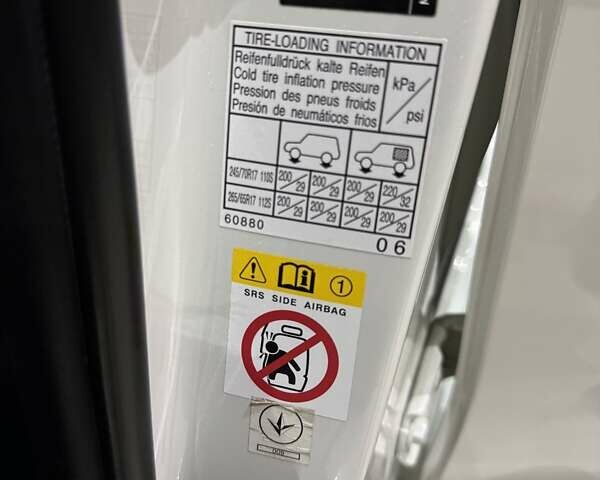 TIRE-LOADING INFORMATION
Reifenfülldrück kalte Reifen
Cold tire inflation pressure
Pression des pneus froids
Presión de neumáticos fríos
kPa/psi
245/70R17 110S 200/29 200/29 200/29 220/32
265/65R17 112S 200/29 200/29 200/29 200/29
60880 06
1
SRS SIDE AIRBAG